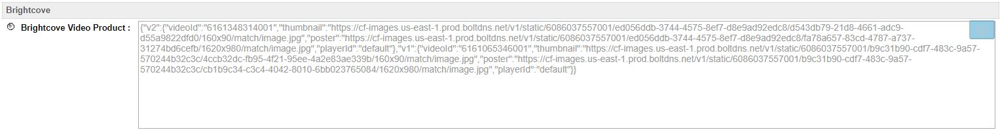 Brightcove
Brightcove Video Product :
{"v2":{"videoId":"6161348314001","thumbnail":"https://cf-images.us-east-1.prod.boltdns.net/v1/static/6086037557001/ed056ddb-3744-4575-8ef7-d8e9ad92edc8/d543db79-21d8-4661-adc9-
d55a9822dfd0/160x90/match/image.jpg","poster":"https://cf-images.us-east-1.prod.boltdns.net/v1/static/6086037557001/ed056ddb-3744-4575-8ef7-d8e9ad92edc8/fa78a657-83cd-4787-a737-
31274bd6cefb/1620x980/match/image.jpg","playerId":"default"},"v1":{"videoId":"6161065346001","thumbnail":"https://cf-images.us-east-1.prod.boltdns.net/v1/static/6086037557001/b9c31b90-cdf7-483c-9a57-
570244b32c3c/4ccb32dc-fb95-4f21-95ee-4a2e83ae339b/160x90/match/image.jpg","poster":"https://cf-images.us-east-1.prod.boltdns.net/v1/static/6086037557001/b9c31b90-cdf7-483c-9a57-
570244b32c3c/cb1b9c34-c3c4-4042-8010-6bb023765084/1620x980/match/image.jpg","playerId":"default"}}